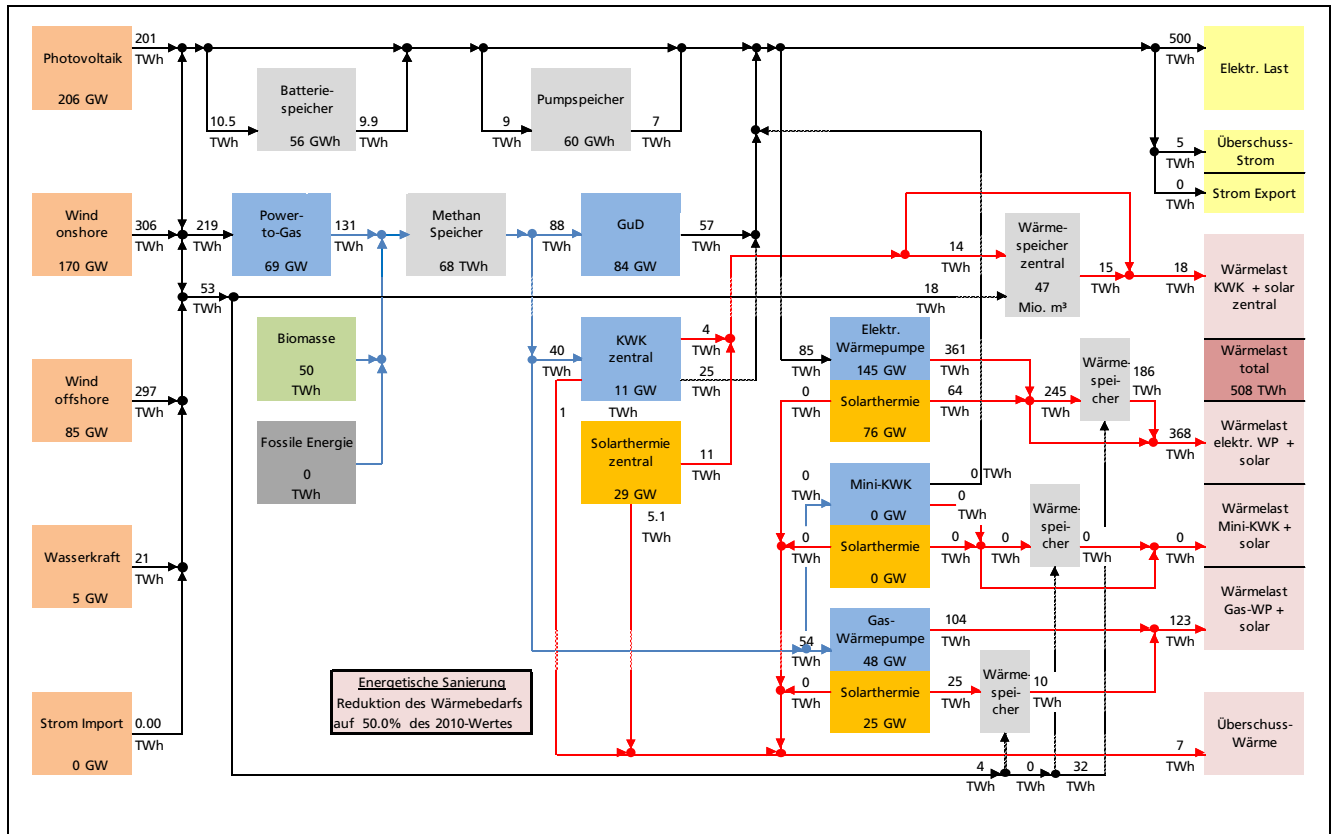 Photovoltaik
206 GW
201
TWh
Batterie-
speicher
56 GWh
10.5
TWh
9.9
TWh
Pumpspeicher
60 GWh
9
TWh
7
TWh
500
TWh
Elektr. Last
5
TWh
Überschuss-
Strom
0
TWh
Strom Export
Wind
onshore
170 GW
306
TWh
219
TWh
Power-
to-Gas
69 GW
131
TWh
Methan
Speicher
68 TWh
88
TWh
GuD
84 GW
57
TWh
14
TWh
Wärme-
speicher
zentral
47
Mio. m³
15
TWh
18
TWh
Wärmelast
KWK + solar
zentral
53
TWh
18
TWh
Biomasse
50
TWh
Fossile Energie
0
TWh
40
TWh
KWK
zentral
11 GW
TWh
4
TWh
25
1
Solarthermie
zentral
29 GW
11
TWh
5.1
TWh
85
TWh
Elektr.
Wärmepumpe
145 GW
361
TWh
0
TWh
Solarthermie
76 GW
64
TWh
245
TWh
Wärme-
spei-
cher
186
TWh
Wärmelast
total
508 TWh
368
TWh
Wärmelast
elektr. WP +
solar
Wind
offshore
85 GW
297
TWh
0
TWh
Mini-KWK
0 GW
0 TWh
0
TWh
0
TWh
Solarthermie
0 GW
0
TWh
0
TWh
Wärme-
spei-
cher
0
TWh
0
TWh
Wärmelast
Mini-KWK +
solar
Wasserkraft
5 GW
21
TWh
54
TWh
Gas-
Wärmepumpe
48 GW
104
TWh
123
TWh
Wärmelast
Gas-WP +
solar
0
TWh
Solarthermie
25 GW
25
TWh
Wärme-
spei-
cher
10
TWh
Energetische Sanierung
Reduktion des Wärmebedarfs
auf 50.0% des 2010-Wertes
Strom Import
0 GW
0.00
TWh
7
TWh
Überschuss-
Wärme
4
TWh
0
TWh
32
TWh